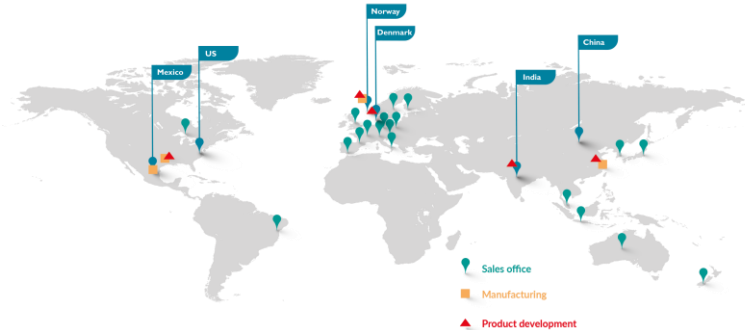 Norway
Denmark
China
US
Mexico
India
Sales office
Manufacturing
Product development